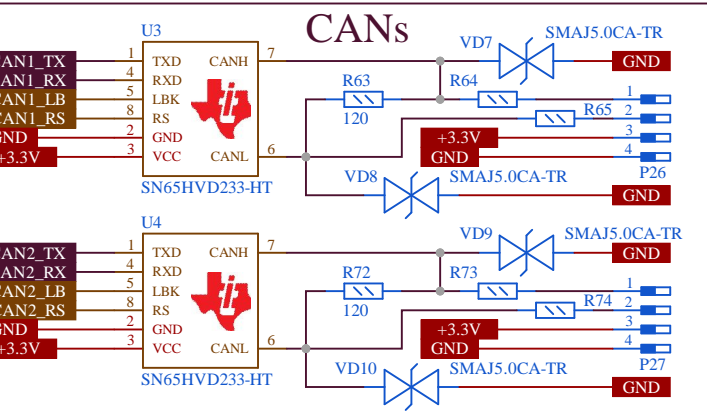 CANs
U3
VD7
SMAJ5.0CA-TR
CAN1_TX 1 TXD CANH 7 GND
CAN1_RX 4 RXD R63 R64
CAN1_LB 5 LBK 1
CAN1_RS 8 RS 120 R65 2
GND 2 GND +3.3V 3
+3.3V 3 VCC CANL 6 GND 4
P26
VD8 SMAJ5.0CA-TR
SN65HVD233-HT GND
U4
VD9 SMAJ5.0CA-TR
CAN2_TX 1 TXD CANH 7 GND
CAN2_RX 4 RXD R72 R73
CAN2_LB 5 LBK 1
CAN2_RS 8 RS 120 R74 2
GND 2 GND +3.3V 3
+3.3V 3 VCC CANL 6 GND 4
P27
VD10 SMAJ5.0CA-TR
SN65HVD233-HT GND